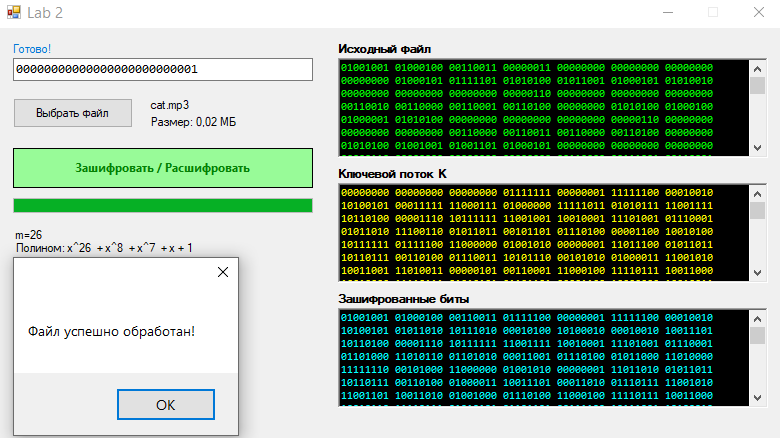 Lab 2
Готово!
00000000000000000000000001
Выбрать файл
cat.mp3
Размер: 0,02 МБ
Зашифровать / Расшифровать
m=26
Полином: x^26 +x^8 +x^7 +x + 1
Файл успешно обработан!
OK
Исходный файл
01001001 01000100 00110011 00000011 00000000 00000000 00000000
00000000 01000101 01111101 01010100 01011001 01000101 01010010
00000000 00000000 00000000 00000110 00000000 00000000 00000000
00110010 00110000 00110001 00110100 00000000 01010100 01000100
01000001 01010100 00000000 00000000 00000000 00000110 00000000
00000000 00000000 00110000 00110011 00110000 00110100 00000000
01010100 01001001 01001101 01000101 00000000 00000000 00000000
Ключевой поток К
00000000 00000000 00000000 01111111 00000001 11111100 00010010
10100101 00011111 11000111 01000000 11111011 01010111 11001111
10110100 00001110 10111111 11001001 10010001 11101001 01110001
01011010 11100110 01011011 00101101 01110100 00001100 10010100
10111111 01111100 11000000 01001010 00000001 11011100 01011011
10110111 00110100 01110011 10101110 00101010 01000011 11001010
10011001 11010011 00000101 00110001 11000100 11110111 10011000
Зашифрованные биты
01001001 01000100 00110011 01111100 00000001 11111100 00010010
10100101 01011010 10111010 00010100 10100010 00010010 10011101
10110100 00001110 10111111 11001111 10010001 11101001 01110001
01101000 11010110 01101010 00011001 01110100 01011000 11010000
11111110 00101000 11000000 01001010 00000001 11011010 01011011
10110111 00110100 01000011 10011101 00011010 01110111 11001010
11001101 10011010 01001000 01110100 11000100 11110111 10011000